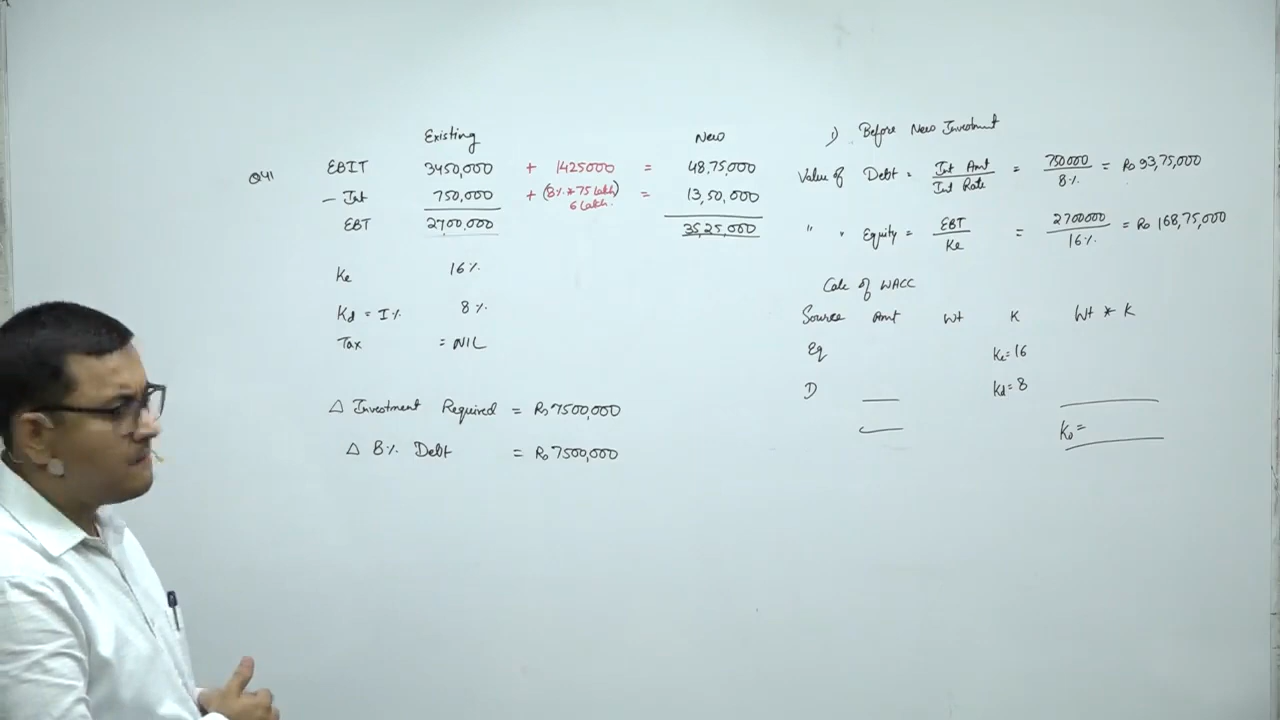 Existing New
Q41 EBIT 3450,000 + 1425000 = 48,75000
- Int 750,000 + (8% * 75 Lakh) = 13,50,000
6 Lakh.
EBT 2700,000 35,25,000
Ke 16%
Kd = I% 8%
Tax = NIL
Δ Investment Required = Rs 7500,000
Δ 8% Debt = Rs 7500,000
1) Before New Investment
Value of Debt = Int Amt / Int Rate = 750000 / 8% = Rs 93,75,000
" " Equity = EBT / Ke = 2700000 / 16% = Rs 168,75,000
Calc of WACC
Source Amt Wt K Wt * K
Eq Ke = 16
D Kd = 8
Ko =